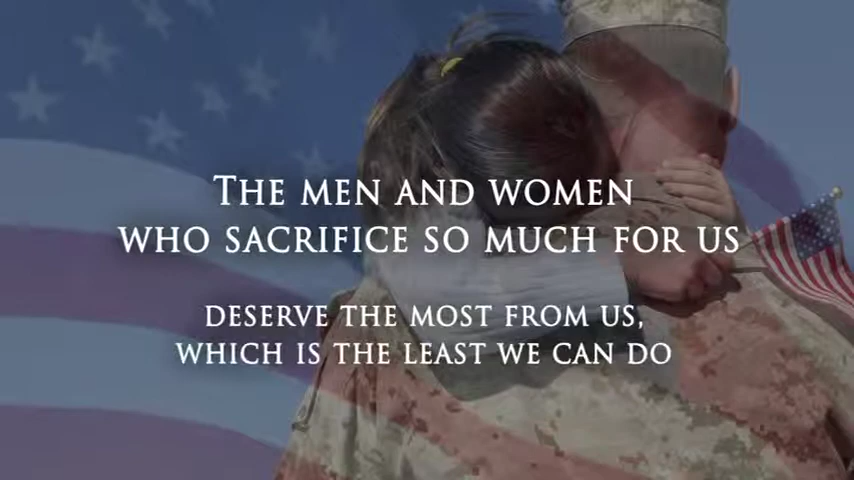 THE MEN AND WOMEN
WHO SACRIFICE SO MUCH FOR US
DESERVE THE MOST FROM US,
WHICH IS THE LEAST WE CAN DO